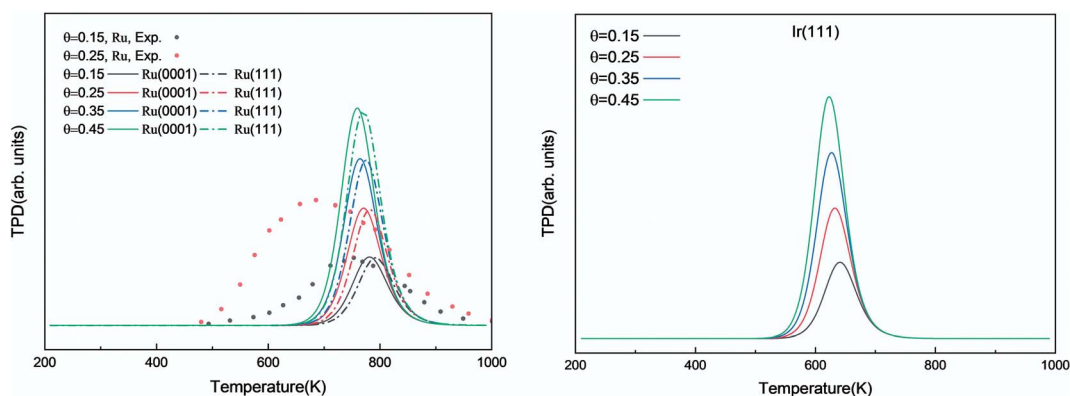 θ=0.15, Ru, Exp.
θ=0.25, Ru, Exp.
θ=0.15 Ru(0001) Ru(111)
θ=0.25 Ru(0001) Ru(111)
θ=0.35 Ru(0001) Ru(111)
θ=0.45 Ru(0001) Ru(111)
TPD(arb. units)
200 400 600 800 1000
Temperature(K)
Ir(111)
θ=0.15
θ=0.25
θ=0.35
θ=0.45
TPD(arb. units)
200 400 600 800 1000
Temperature(K)